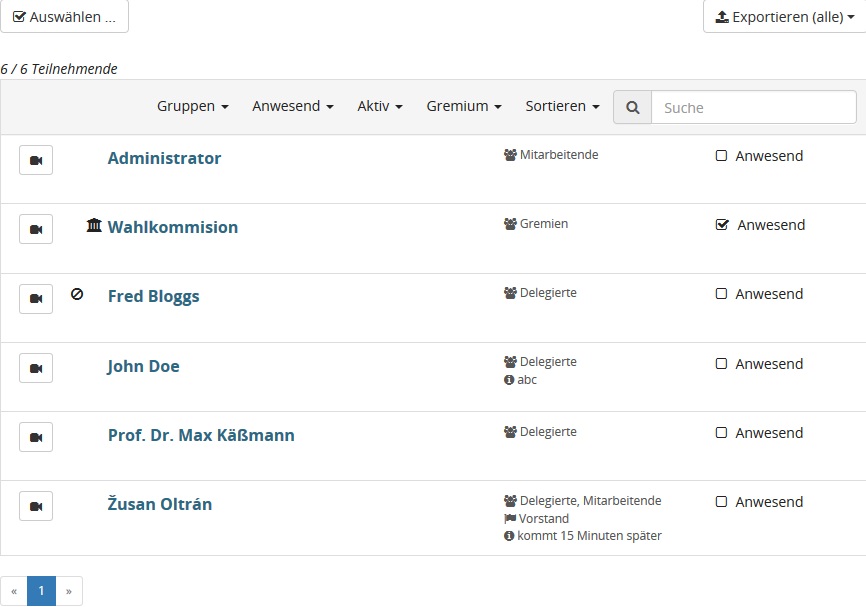 Auswählen ...
Exportieren (alle)
6 / 6 Teilnehmende
Gruppen Anwesend Aktiv Gremium Sortieren Suche
Administrator Mitarbeitende Anwesend
Wahlkommision Gremien Anwesend
Fred Bloggs Delegierte Anwesend
John Doe Delegierte Anwesend
abc
Prof. Dr. Max Käßmann Delegierte Anwesend
Žusan Oltrán Delegierte, Mitarbeitende Anwesend
Vorstand
kommt 15 Minuten später
« 1 »